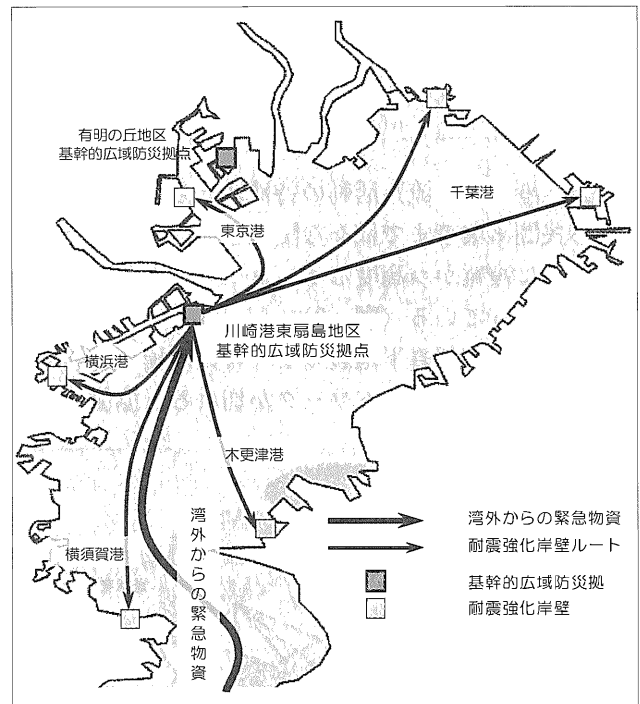 有明の丘地区
基幹的広域防災拠点
千葉港
東京港
川崎港東扇島地区
基幹的広域防災拠点
横浜港
木更津港
湾外からの緊急物資
横須賀港
湾外からの緊急物資
耐震強化岸壁ルート
基幹的広域防災拠
耐震強化岸壁